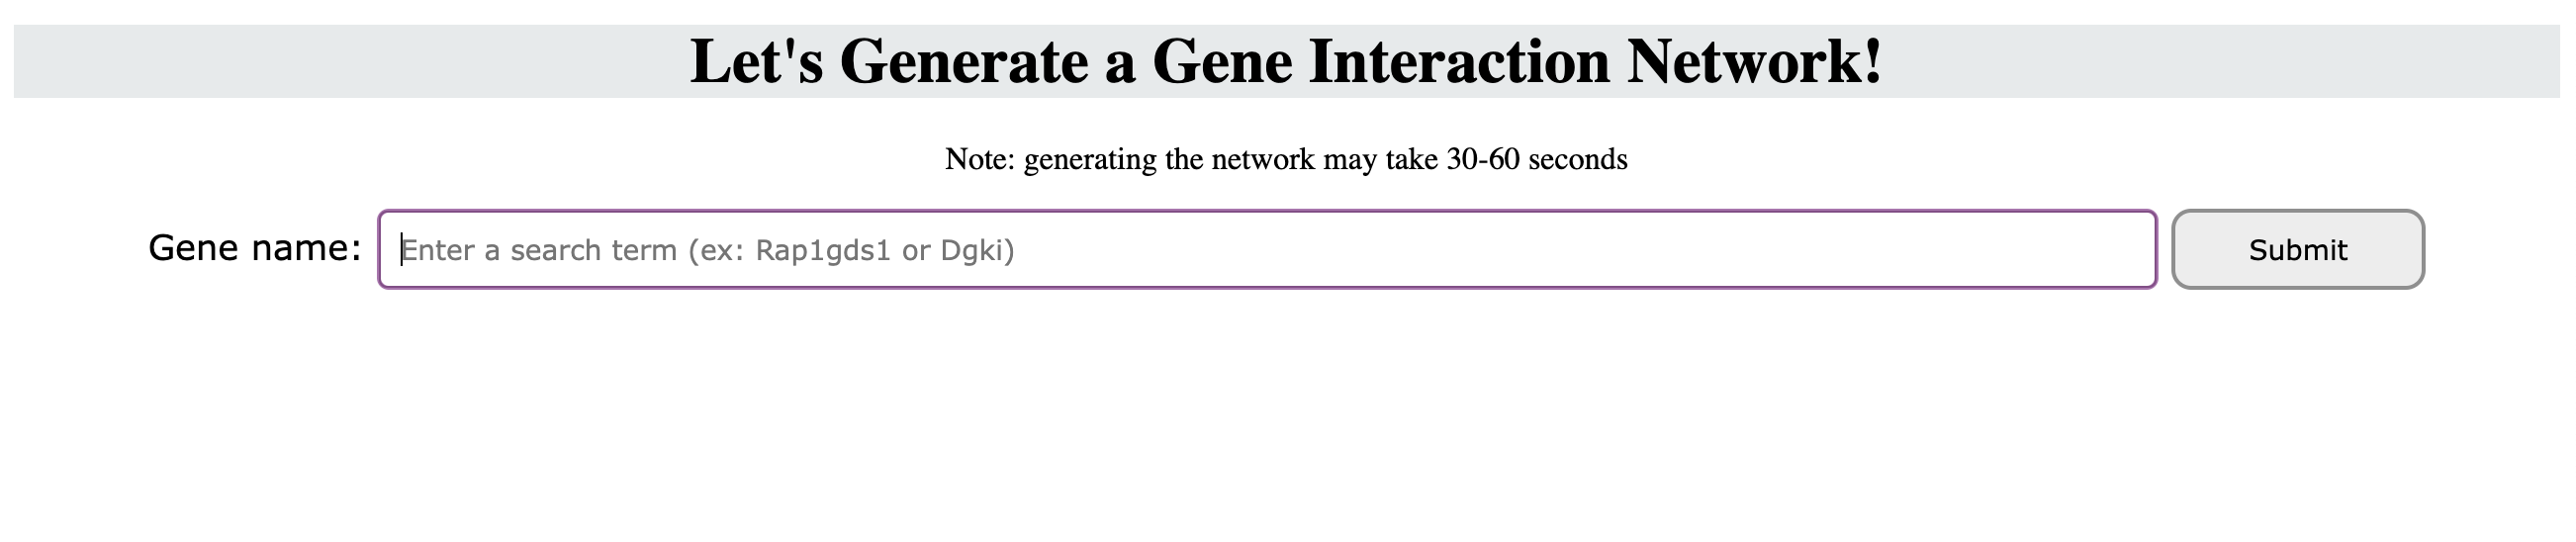 Let's Generate a Gene Interaction Network!
Note: generating the network may take 30-60 seconds
Gene name: Enter a search term (ex: Rap1gds1 or Dgki) Submit